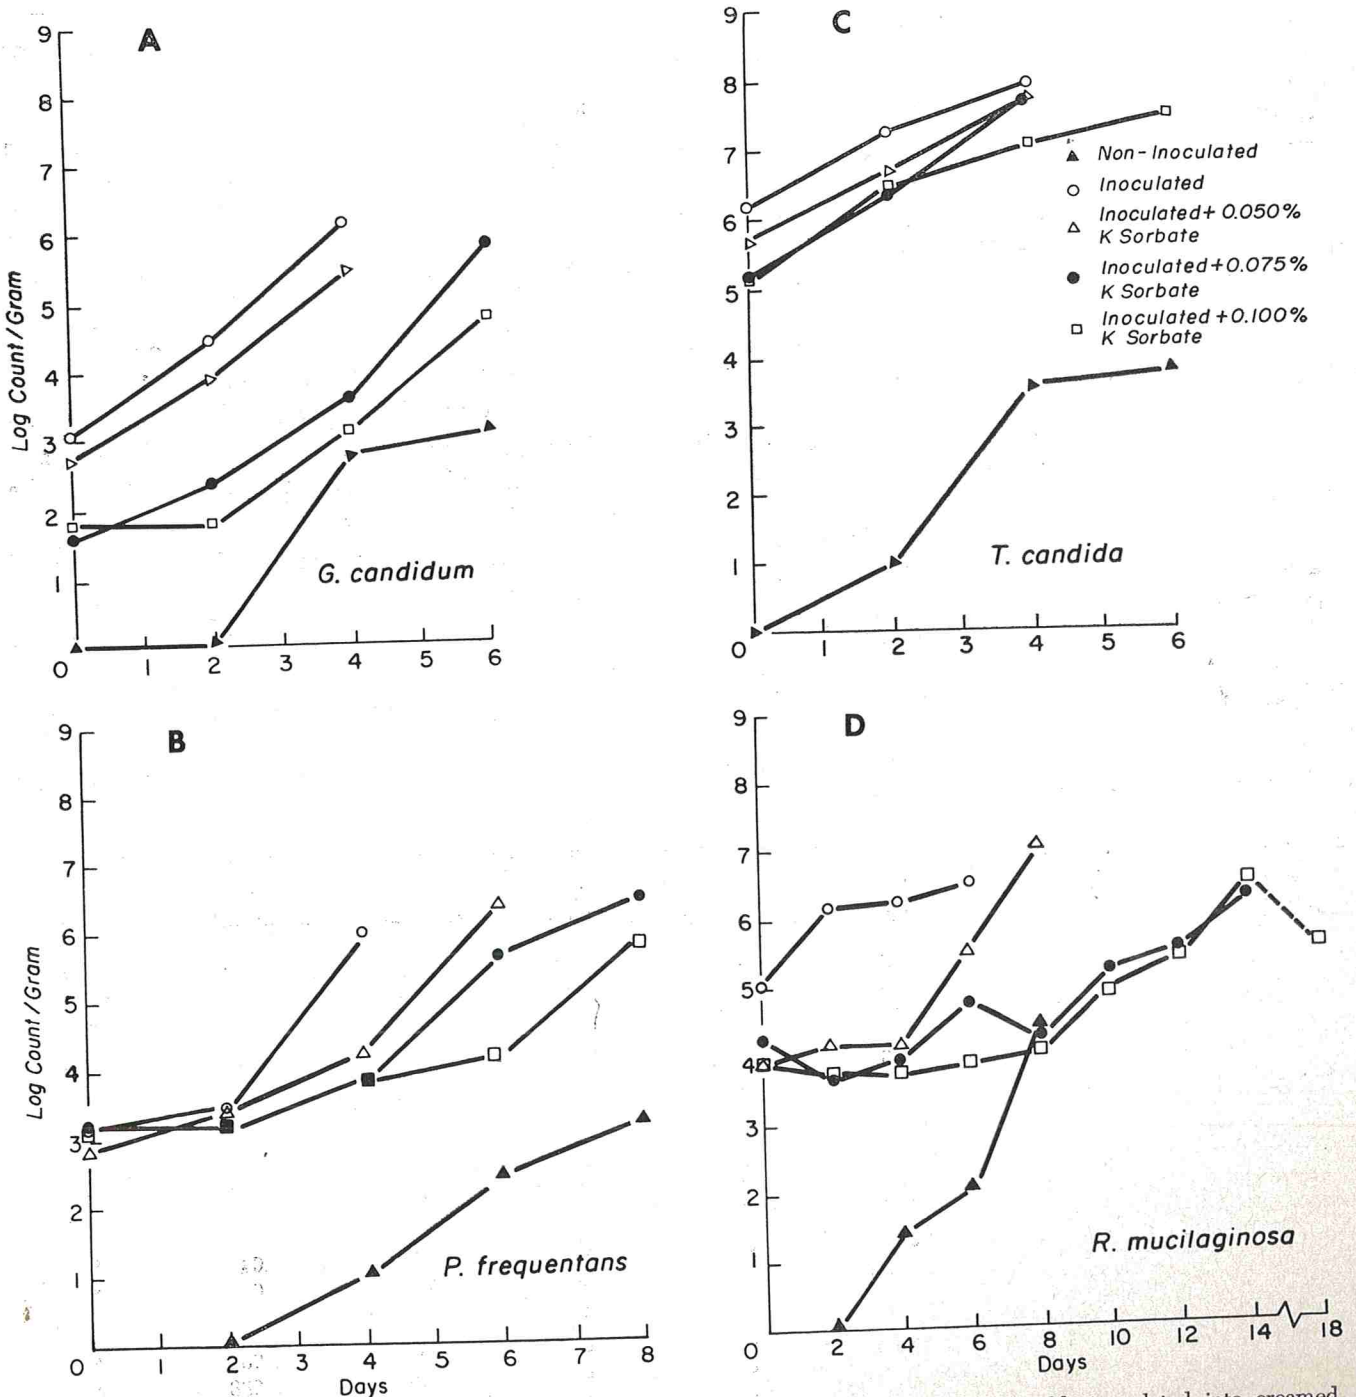 A
9
8
7
6
5
4
3
2
1
Log Count/Gram
G. candidum
0 1 2 3 4 5 6
C
9
8
7
6
5
4
3
2
1
Non-Inoculated
Inoculated
Inoculated+ 0.050%
K Sorbate
Inoculated+0.075%
K Sorbate
Inoculated+0.100%
K Sorbate
T. candida
0 1 2 3 4 5 6
B
9
8
7
6
5
4
3
2
1
Log Count/Gram
P. frequentans
0 1 2 3 4 5 6 7 8
Days
D
9
8
7
6
5
4
3
2
1
R. mucilaginosa
0 2 4 6 8 10 12 14 18
Days
creamed